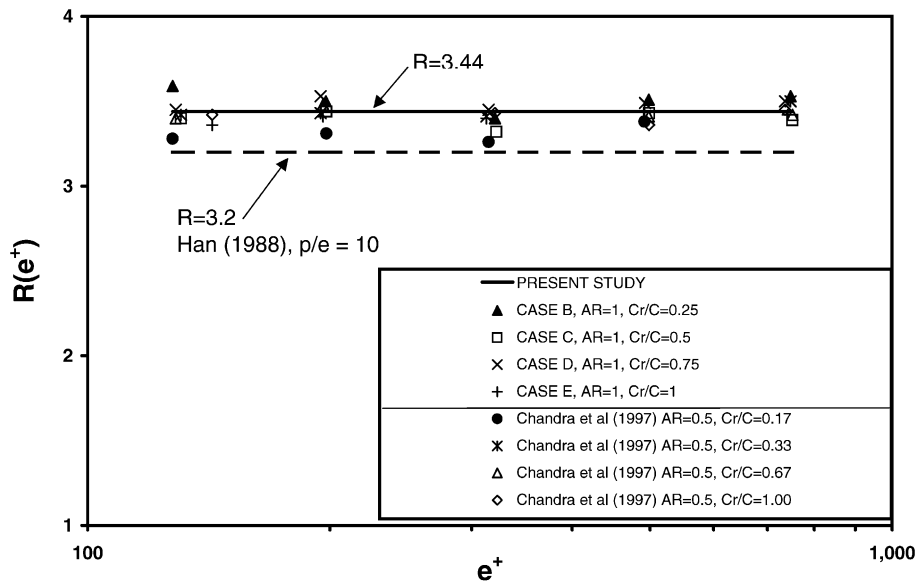 4
R=3.44
3
R=3.2
Han (1988), p/e = 10
R(e+)
PRESENT STUDY
CASE B, AR=1, Cr/C=0.25
CASE C, AR=1, Cr/C=0.5
2
CASE D, AR=1, Cr/C=0.75
CASE E, AR=1, Cr/C=1
Chandra et al (1997) AR=0.5, Cr/C=0.17
Chandra et al (1997) AR=0.5, Cr/C=0.33
Chandra et al (1997) AR=0.5, Cr/C=0.67
Chandra et al (1997) AR=0.5, Cr/C=1.00
1
100
1,000
e+